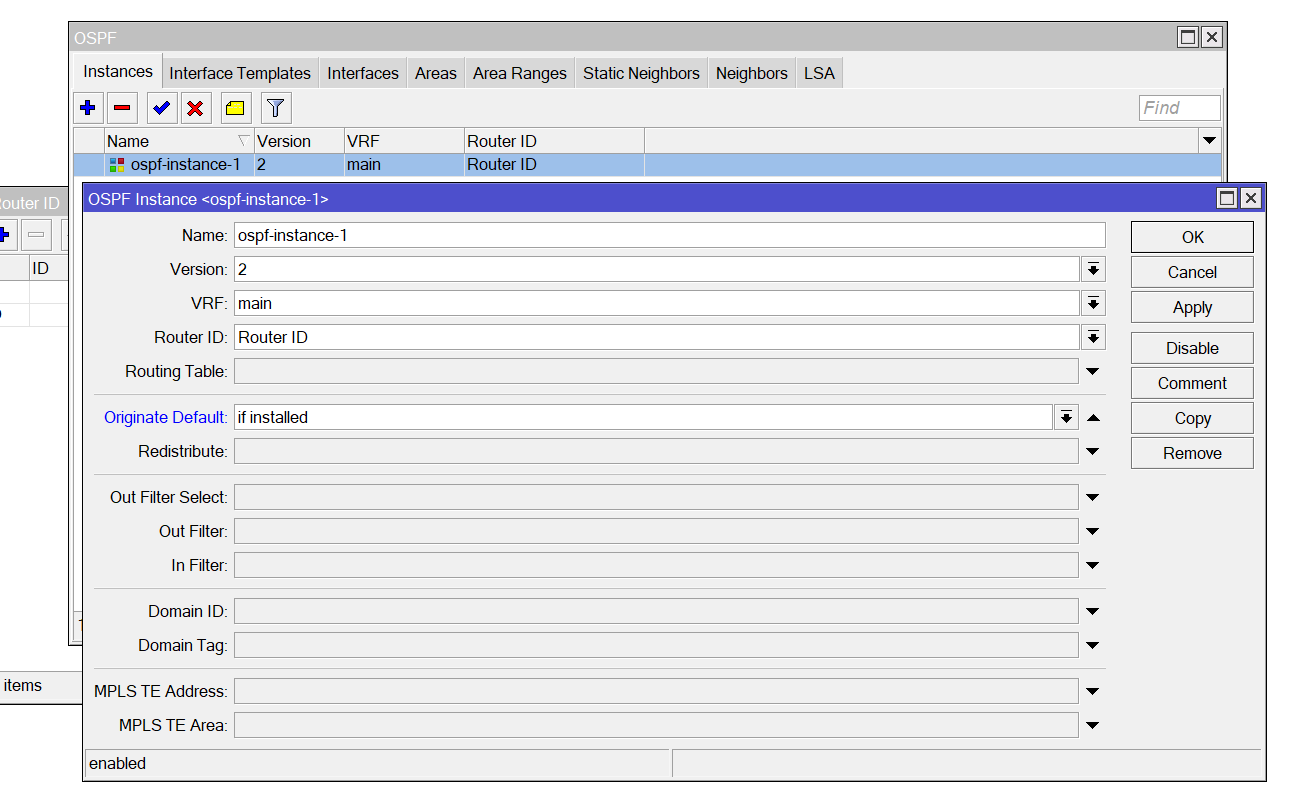 OSPF
Instances Interface Templates Interfaces Areas Area Ranges Static Neighbors Neighbors LSA
Find
Name Version VRF Router ID
ospf-instance-1 2 main Router ID
Router ID
ID
items
OSPF Instance <ospf-instance-1>
Name: ospf-instance-1
Version: 2
VRF: main
Router ID: Router ID
Routing Table:
Originate Default: if installed
Redistribute:
Out Filter Select:
Out Filter:
In Filter:
Domain ID:
Domain Tag:
MPLS TE Address:
MPLS TE Area:
enabled
OK
Cancel
Apply
Disable
Comment
Copy
Remove